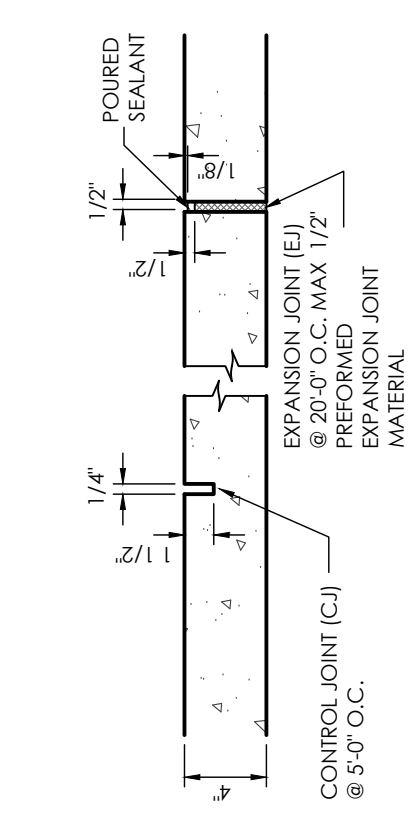 POURED
SEALANT
1/2"
1/8"
1/2"
1/4"
1 1/2"
4"
EXPANSION JOINT (EJ)
@ 20'-0" O.C. MAX 1/2"
PREFORMED
EXPANSION JOINT
MATERIAL
CONTROL JOINT (CJ)
@ 5'-0" O.C.